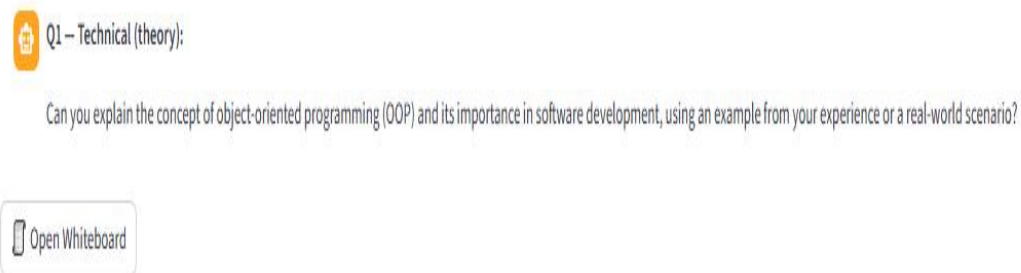 Q1 – Technical (theory):
Can you explain the concept of object-oriented programming (OOP) and its importance in software development, using an example from your experience or a real-world scenario?
Open Whiteboard